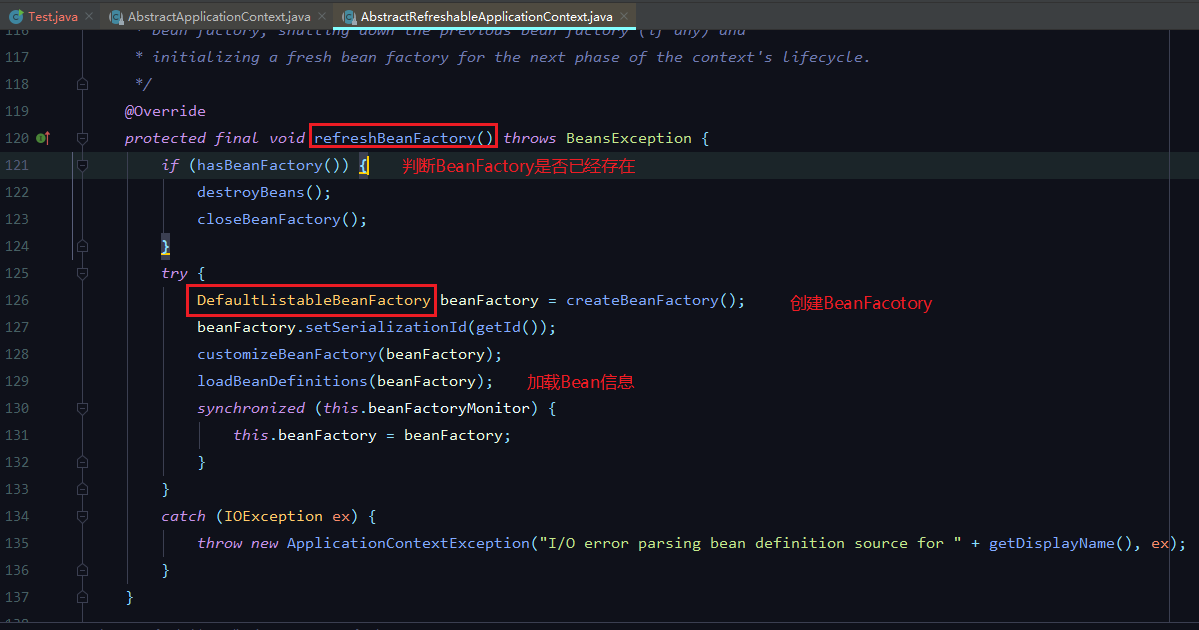 Test.java AbstractApplicationContext.java AbstractRefreshableApplicationContext.java
116 * bean factory, shutting down the previous bean factory (if any) and
117 * initializing a fresh bean factory for the next phase of the context's lifecycle.
118 */
119 @Override
120 protected final void refreshBeanFactory() throws BeansException {
121 if (hasBeanFactory()) { 判断BeanFactory是否已经存在
122 destroyBeans();
123 closeBeanFactory();
124 }
125 try {
126 DefaultListableBeanFactory beanFactory = createBeanFactory(); 创建BeanFacotory
127 beanFactory.setSerializationId(getId());
128 customizeBeanFactory(beanFactory);
129 loadBeanDefinitions(beanFactory); 加载Bean信息
130 synchronized (this.beanFactoryMonitor) {
131 this.beanFactory = beanFactory;
132 }
133 }
134 catch (IOException ex) {
135 throw new ApplicationContextException("I/O error parsing bean definition source for " + getDisplayName(), ex);
136 }
137 }
138